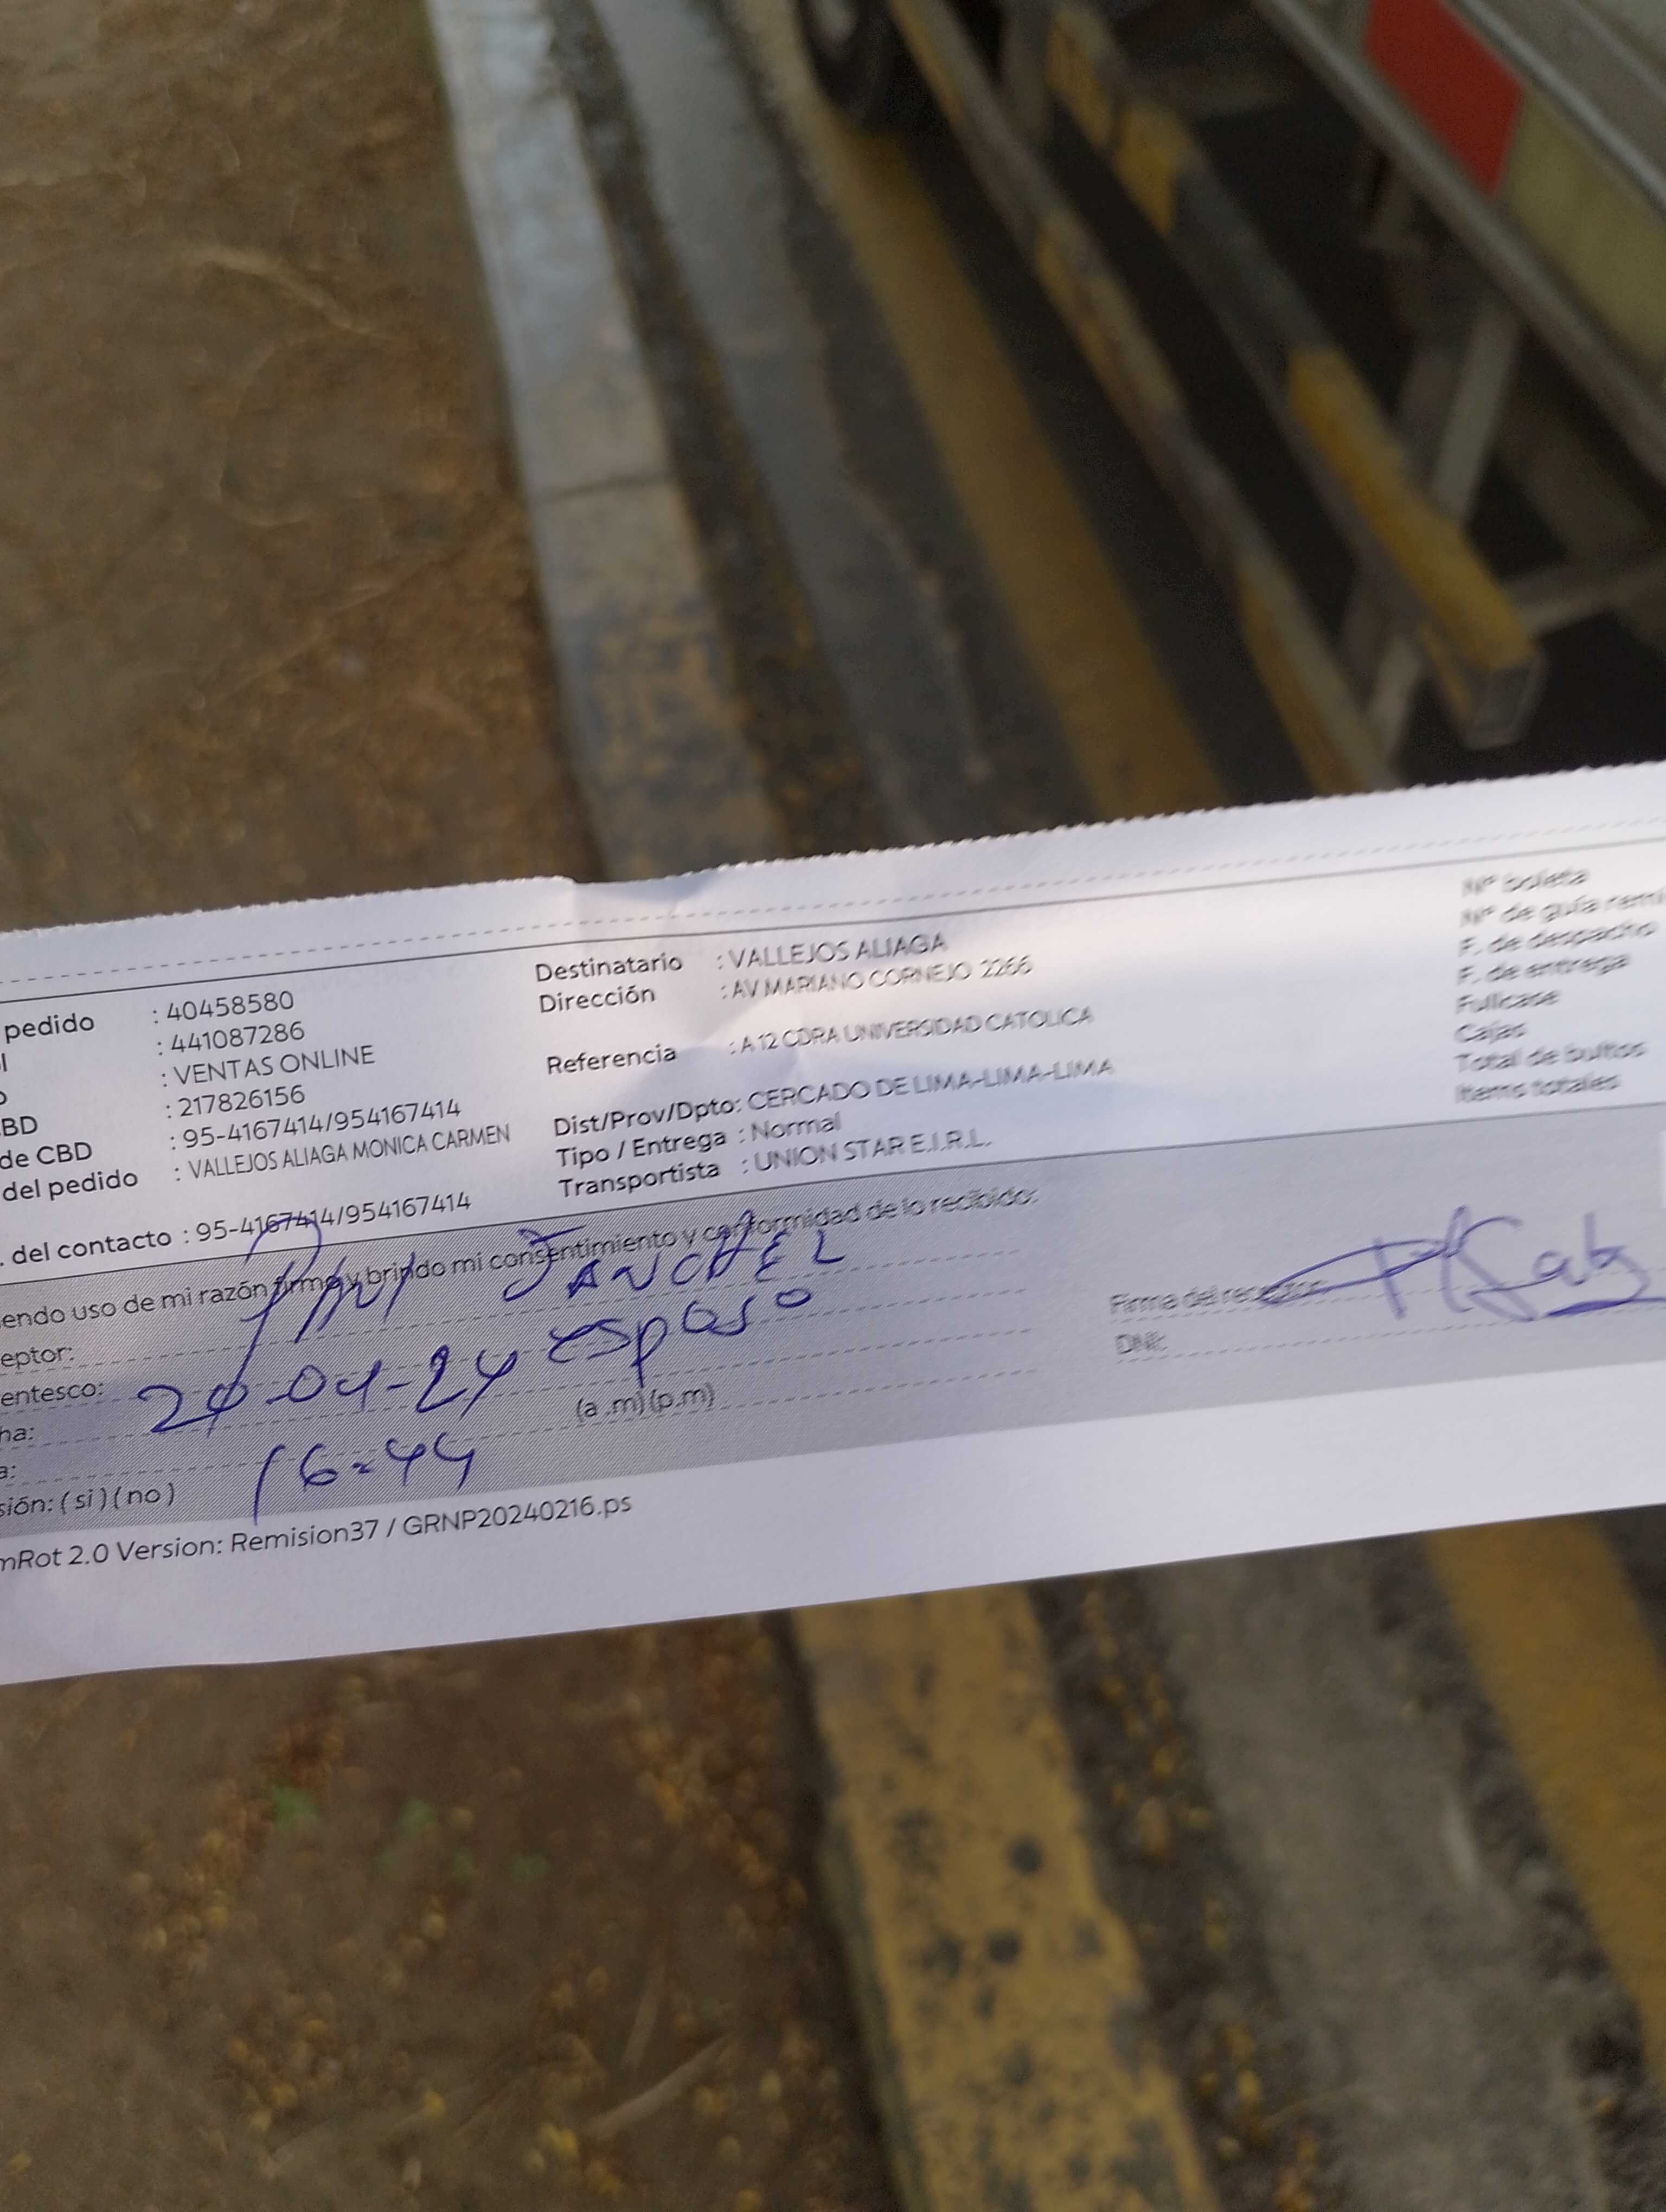 pedido : 40458580
l : 441087286
o : VENTAS ONLINE
BD : 217826156
de CBD : 95-4167414/954167414
del pedido : VALLEJOS ALIAGA MONICA CARMEN
. del contacto : 95-4167414/954167414
Destinatario : VALLEJOS ALIAGA
Dirección : AV MARIANO CORNEJO 2266
Referencia : A 12 CDRA UNIVERSIDAD CATOLICA
Dist/Prov/Dpto: CERCADO DE LIMA-LIMA-LIMA
Tipo / Entrega : Normal
Transportista : UNION STAR E.I.R.L.
Nº boleta
Nº de guia remi
F. de despacho
F. de entrega
Fullcase
Cajas
Total de bultos
Items totales
endo uso de mi razón firmo y brindo mi consentimiento y conformidad de lo recibido:
eptor: SANCHEZ
entesco: esposo
ha: 24-04-24
a: 16:44 (a .m) (p.m)
sión: ( si ) ( no )
Firma del receptor:
DNI:
mRot 2.0 Version: Remision37 / GRNP20240216.ps